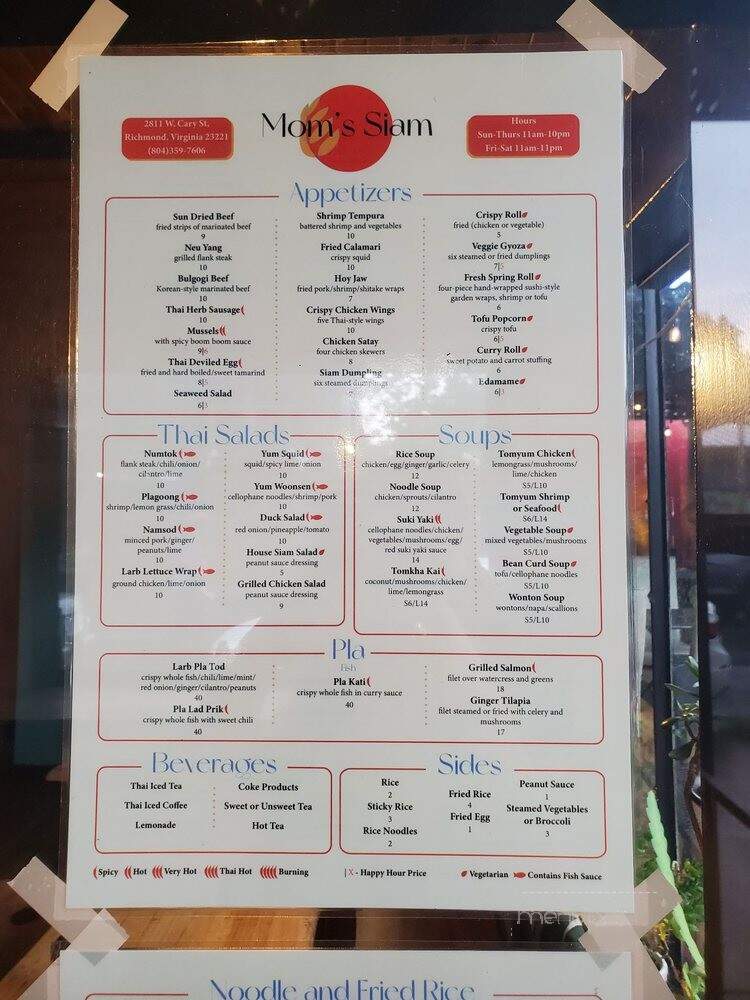 2811 W. Cary St,
Richmond, Virginia 23221
(804)359-7606
Mom's Siam
Hours
Sun-Thurs 11am-10pm
Fri-Sat 11am-11pm
Appetizers
Sun Dried Beef
fried strips of marinated beef
9
Neu Yang
grilled flank steak
10
Bulgogi Beef
Korean-style marinated beef
10
Thai Herb Sausage
10
Mussels
with spicy boom boom sauce
9|6
Thai Deviled Egg
fried and hard boiled/sweet tamarind
8|5
Seaweed Salad
6|3
Shrimp Tempura
battered shrimp and vegetables
10
Fried Calamari
crispy squid
10
Hoy Jaw
fried pork/shrimp/shitake wraps
7
Crispy Chicken Wings
five Thai-style wings
10
Chicken Satay
four chicken skewers
8
Siam Dumpling
six steamed dumplings
7
Crispy Roll
fried (chicken or vegetable)
5
Veggie Gyoza
six steamed or fried dumplings
7|5
Fresh Spring Roll
four-piece hand-wrapped sushi-style
garden wraps, shrimp or tofu
6
Tofu Popcorn
crispy tofu
6|5
Curry Roll
sweet potato and carrot stuffing
6
Edamame
6|3
Thai Salads
Numtok
flank steak/chili/onion/
cilantro/lime
10
Plagoong
shrimp/lemon grass/chili/onion
10
Namsod
minced pork/ginger/
peanuts/lime
10
Larb Lettuce Wrap
ground chicken/lime/onion
10
Yum Squid
squid/spicy lime/onion
10
Yum Woonsen
cellophane noodles/shrimp/pork
10
Duck Salad
red onion/pineapple/tomato
10
House Siam Salad
peanut sauce dressing
5
Grilled Chicken Salad
peanut sauce dressing
9
Soups
Rice Soup
chicken/egg/ginger/garlic/celery
12
Noodle Soup
chicken/sprouts/cilantro
12
Suki Yaki
cellophane noodles/chicken/
vegetables/mushrooms/egg/
red suki yaki sauce
14
Tomkha Kai
coconut/mushrooms/chicken/
lime/lemongrass
S6/L14
Tomyum Chicken
lemongrass/mushrooms/
lime/chicken
S5/L10
Tomyum Shrimp
or Seafood
S6/L14
Vegetable Soup
mixed vegetables/mushrooms
S5/L10
Bean Curd Soup
tofu/cellophane noodles
S5/L10
Wonton Soup
wontons/napa/scallions
S5/L10
Pla
Fish
Larb Pla Tod
crispy whole fish/chili/lime/mint/
red onion/ginger/cilantro/peanuts
40
Pla Lad Prik
crispy whole fish with sweet chili
40
Pla Kati
crispy whole fish in curry sauce
40
Grilled Salmon
filet over watercress and greens
18
Ginger Tilapia
filet steamed or fried with celery and
mushrooms
17
Beverages
Thai Iced Tea
Thai Iced Coffee
Lemonade
Coke Products
Sweet or Unsweet Tea
Hot Tea
Sides
Rice
2
Sticky Rice
3
Rice Noodles
2
Fried Rice
4
Fried Egg
1
Peanut Sauce
1
Steamed Vegetables
or Broccoli
3
Spicy Hot Very Hot Thai Hot Burning
|X - Happy Hour Price
Vegetarian Contains Fish Sauce
Noodle and Fried Rice